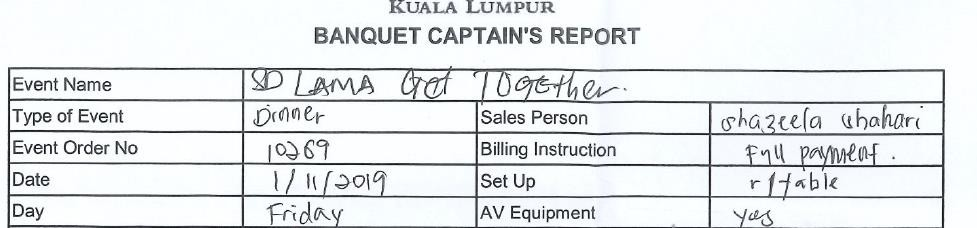 KUALA LUMPUR
BANQUET CAPTAIN'S REPORT
Event Name SD LAMA Get Together.
Type of Event Dinner Sales Person shazeela shahari
Event Order No 10269 Billing Instruction Full payment.
Date 1/11/2019 Set Up r/table
Day Friday AV Equipment yes